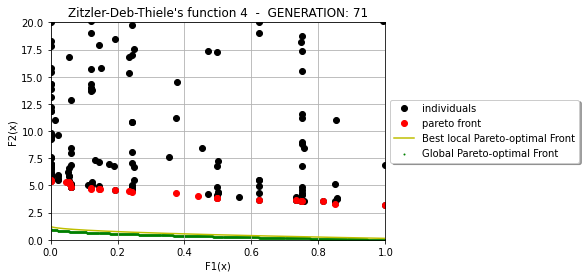 Zitzler-Deb-Thiele's function 4 - GENERATION: 71
20.0
17.5
15.0
12.5
10.0
7.5
5.0
2.5
0.0
F2(x)
0.0 0.2 0.4 0.6 0.8 1.0
F1(x)
individuals
pareto front
Best local Pareto-optimal Front
Global Pareto-optimal Front